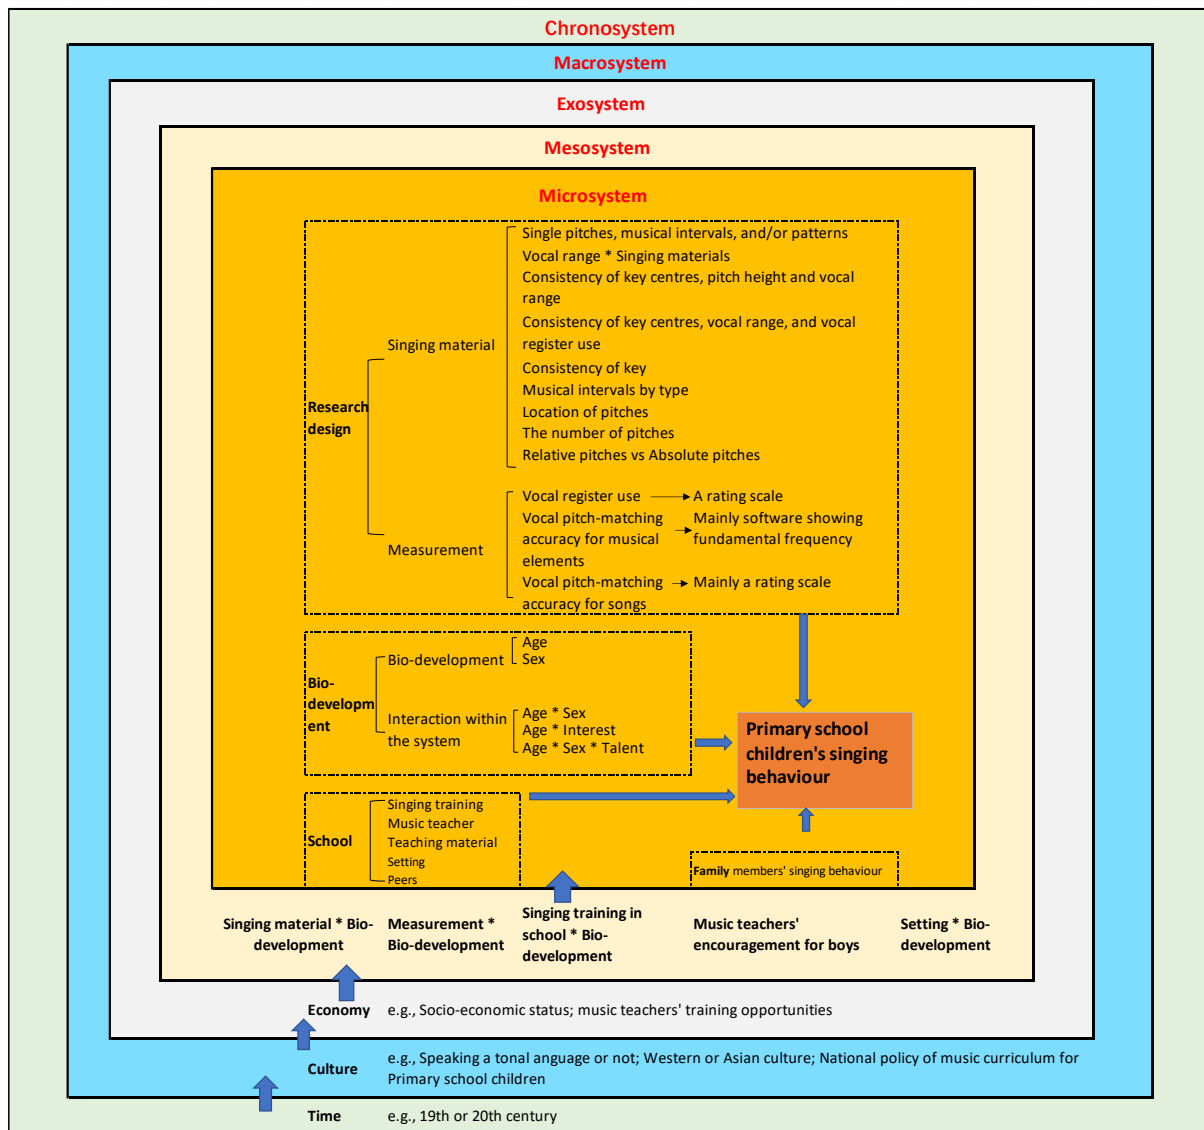 Chronosystem
Macrosystem
Exosystem
Mesosystem
Microsystem
Research
design
Singing material
Single pitches, musical intervals, and/or patterns
Vocal range * Singing materials
Consistency of key centres, pitch height and vocal
range
Consistency of key centres, vocal range, and vocal
register use
Consistency of key
Musical intervals by type
Location of pitches
The number of pitches
Relative pitches vs Absolute pitches
Measurement
Vocal register use
A rating scale
Vocal pitch-matching
accuracy for musical
elements
Mainly software showing
fundamental frequency
Vocal pitch-matching
accuracy for songs
Mainly a rating scale
Bio-
developm
ent
Bio-development
Age
Sex
Interaction within
the system
Age * Sex
Age * Interest
Age * Sex * Talent
Primary school
children's singing
behaviour
School
Singing training
Music teacher
Teaching material
Setting
Peers
Family members' singing behaviour
Singing material * Bio-
development
Measurement *
Bio-development
Singing training in
school * Bio-
development
Music teachers'
encouragement for boys
Setting * Bio-
development
Economy
e.g., Socio-economic status; music teachers' training opportunities
Culture
e.g., Speaking a tonal anguage or not; Western or Asian culture; National policy of music curriculum for
Primary school children
Time
e.g., 19th or 20th century